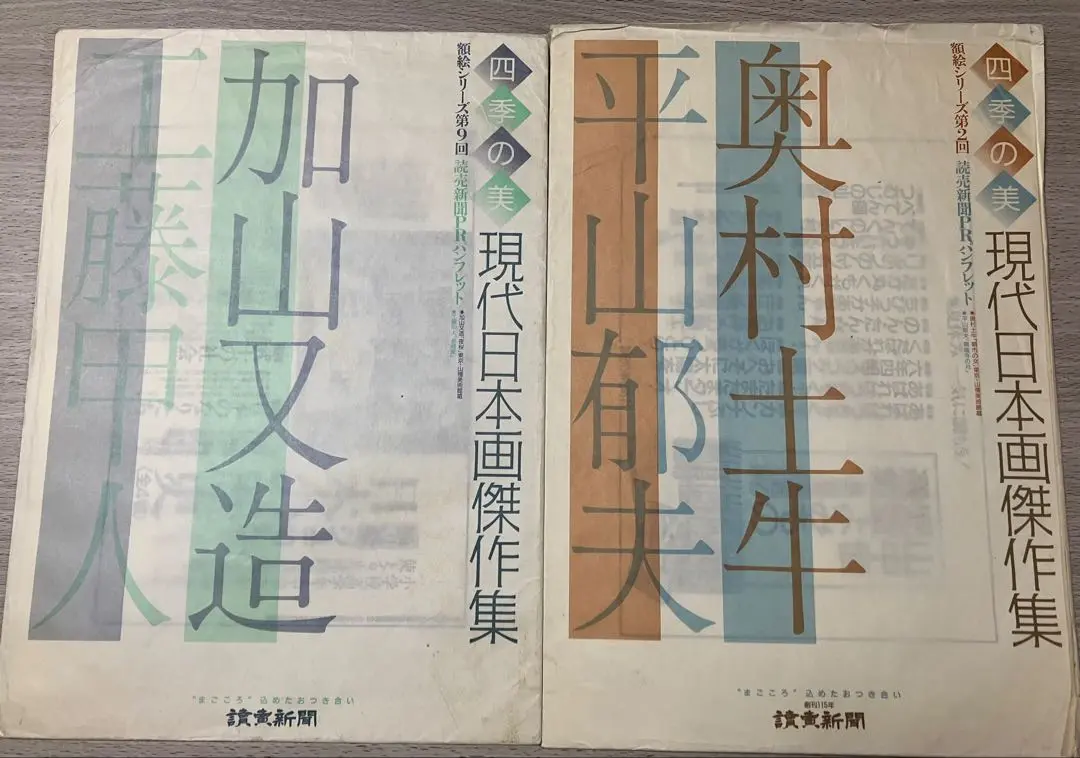 四季の美
現代日本画傑作集
額絵シリーズ第9回 読売新聞PRパンフレット
加山又造
工藤甲人
"まごころ"込めたおつき合い
讀賣新聞
四季の美
現代日本画傑作集
額絵シリーズ第2回 読売新聞PRパンフレット
奥村土牛
平山郁夫
"まごころ"込めたおつき合い
創刊115年
讀賣新聞